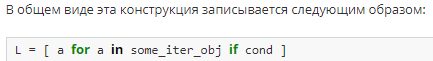 В общем виде эта конструкция записывается следующим образом:
L = [ a for a in some_iter_obj if cond ]